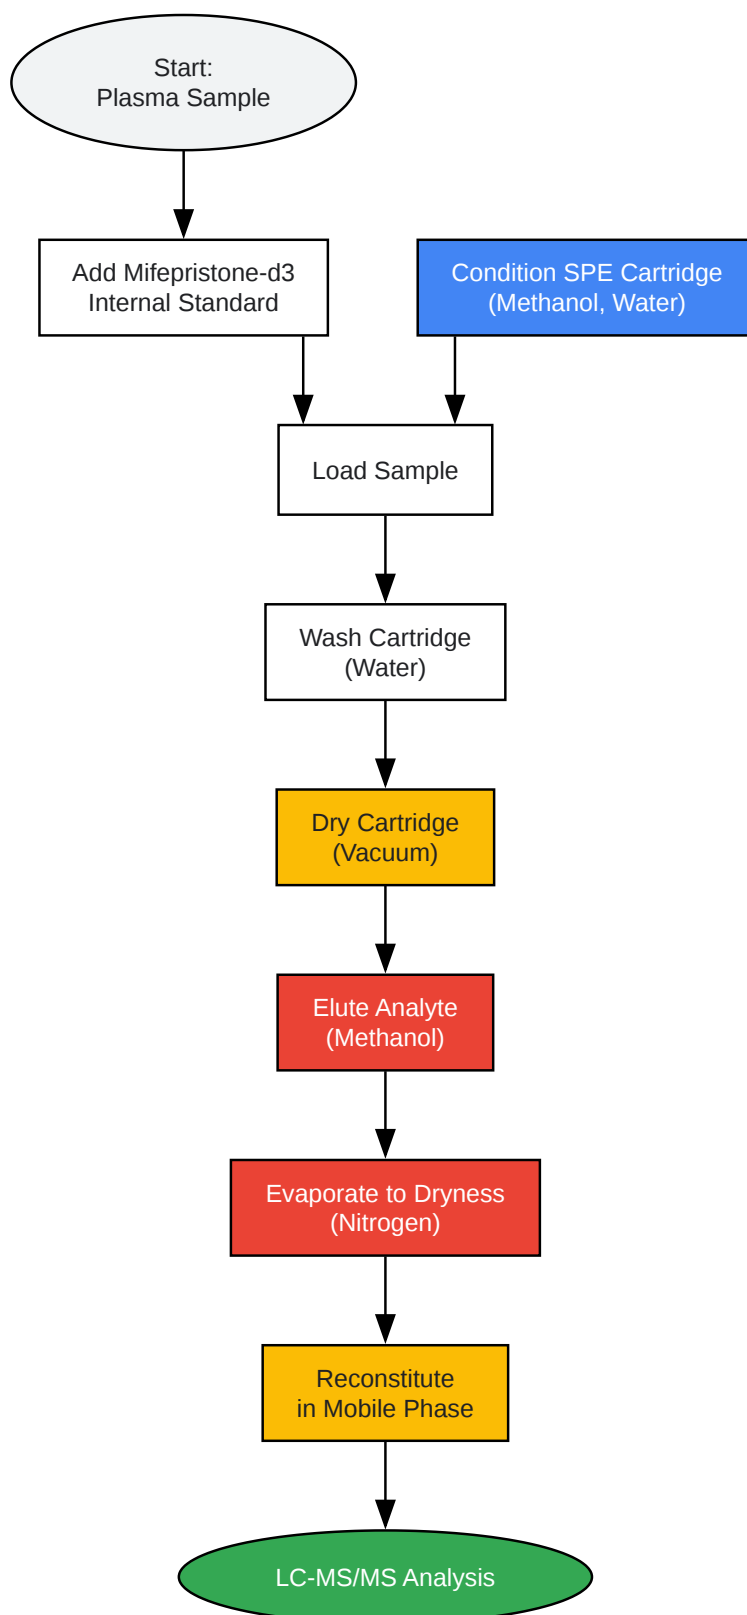 Start:
Plasma Sample
Add Mifepristone-d3
Internal Standard
Condition SPE Cartridge
(Methanol, Water)
Load Sample
Wash Cartridge
(Water)
Dry Cartridge
(Vacuum)
Elute Analyte
(Methanol)
Evaporate to Dryness
(Nitrogen)
Reconstitute
in Mobile Phase
LC-MS/MS Analysis